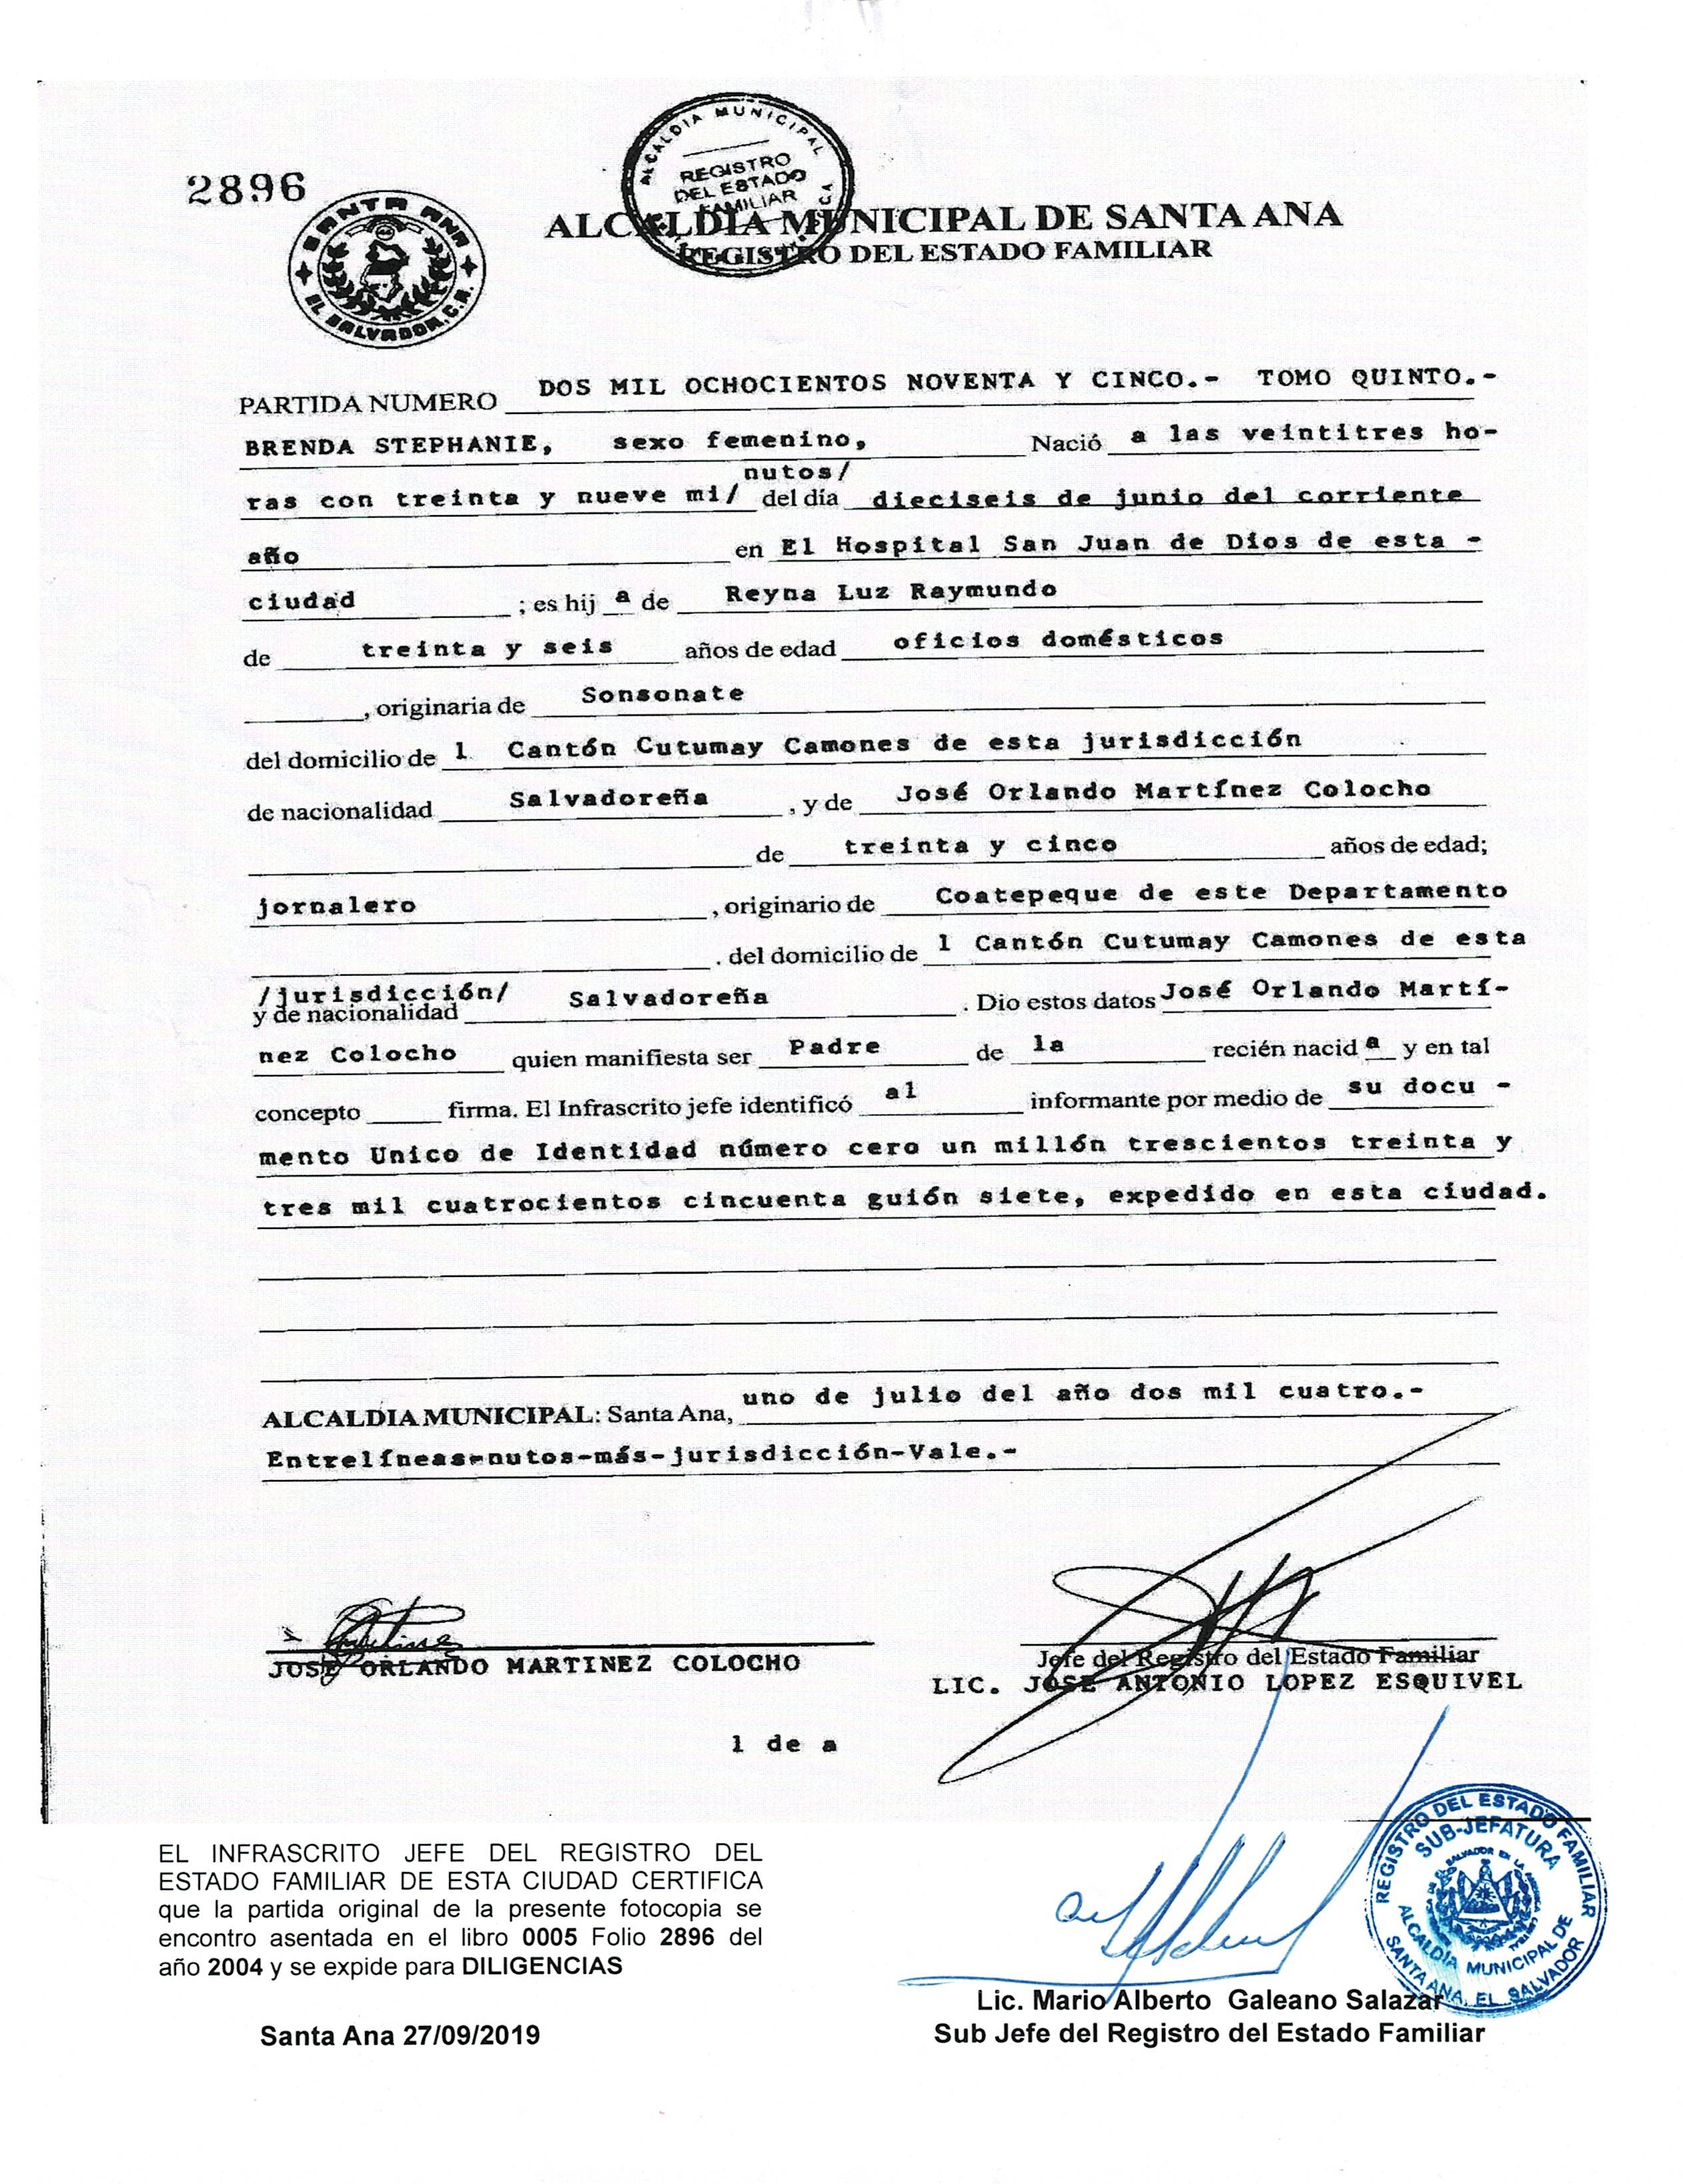 2896
ALCALDIA MUNICIPAL
REGISTRO
DEL ESTADO
FAMILIAR
SANTA ANA
EL SALVADOR, C.A.
ALCALDIA MUNICIPAL DE SANTA ANA
REGISTRO DEL ESTADO FAMILIAR
PARTIDA NUMERO DOS MIL OCHOCIENTOS NOVENTA Y CINCO.- TOMO QUINTO.-
BRENDA STEPHANIE, sexo femenino, Nació a las veintitres ho-
nutos/
ras con treinta y nueve mi/ del día dieciseis de junio del corriente
año en El Hospital San Juan de Dios de esta -
ciudad ; es hij a de Reyna Luz Raymundo
de treinta y seis años de edad oficios domésticos
, originaria de Sonsonate
del domicilio de l Cantón Cutumay Camones de esta jurisdicción
de nacionalidad Salvadoreña , y de José Orlando Martínez Colocho
de treinta y cinco años de edad;
jornalero , originario de Coatepeque de este Departamento
. del domicilio de l Cantón Cutumay Camones de esta
/jurisdicción/
y de nacionalidad Salvadoreña . Dio estos datos José Orlando Martí-
nez Colocho quien manifiesta ser Padre de la recién nacid a y en tal
concepto firma. El Infrascrito jefe identificó al informante por medio de su docu -
mento Unico de Identidad número cero un millón trescientos treinta y
tres mil cuatrocientos cincuenta guión siete, expedido en esta ciudad.
ALCALDIA MUNICIPAL: Santa Ana, uno de julio del año dos mil cuatro.-
Entrelíneas-nutos-más-jurisdicción-Vale.-
JOSE ORLANDO MARTINEZ COLOCHO
Jefe del Registro del Estado Familiar
LIC. JOSE ANTONIO LOPEZ ESQUIVEL
l de a
EL INFRASCRITO JEFE DEL REGISTRO DEL
ESTADO FAMILIAR DE ESTA CIUDAD CERTIFICA
que la partida original de la presente fotocopia se
encontro asentada en el libro 0005 Folio 2896 del
año 2004 y se expide para DILIGENCIAS
Santa Ana 27/09/2019
REGISTRO DEL ESTADO FAMILIAR
SUB-JEFATURA
ALCALDIA MUNICIPAL DE
SANTA ANA, EL SALVADOR
Lic. Mario Alberto Galeano Salazar
Sub Jefe del Registro del Estado Familiar